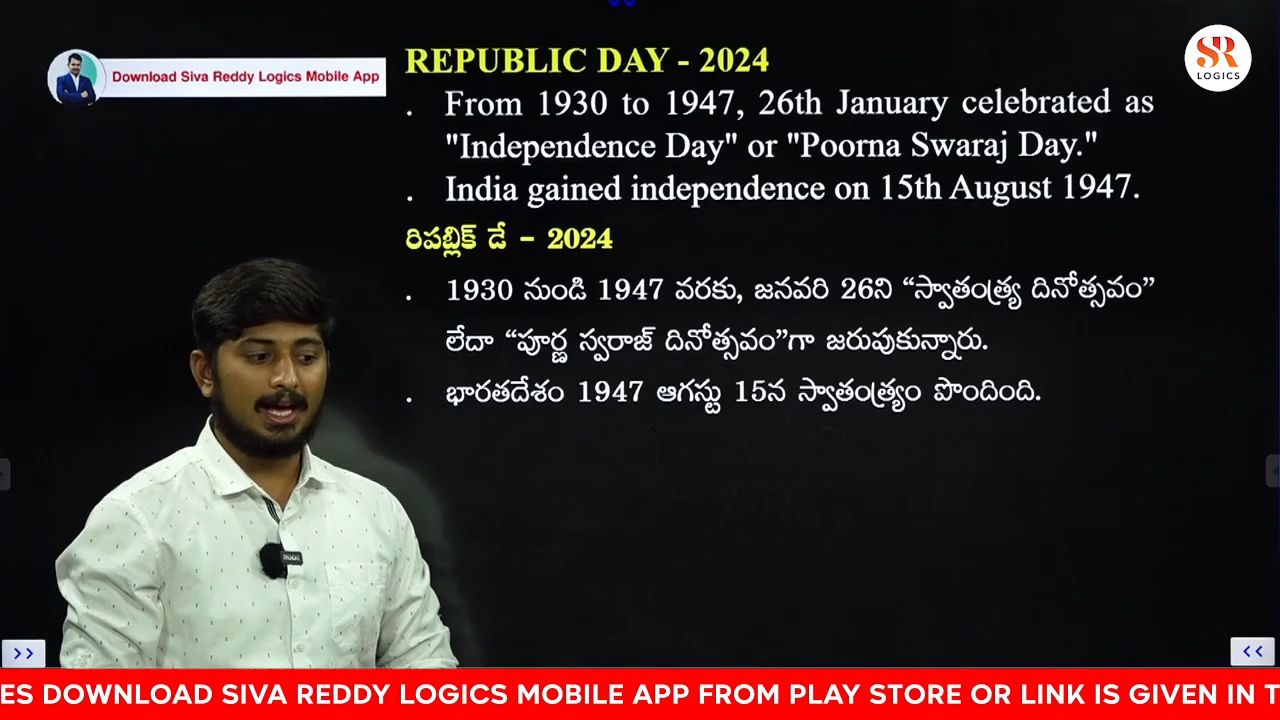 Download Siva Reddy Logics Mobile App
SR
LOGICS
REPUBLIC DAY - 2024
. From 1930 to 1947, 26th January celebrated as
"Independence Day" or "Poorna Swaraj Day."
. India gained independence on 15th August 1947.
రిపబ్లిక్ డే - 2024
. 1930 నుండి 1947 వరకు, జనవరి 26ని “స్వాతంత్ర్య దినోత్సవం”
లేదా “పూర్ణ స్వరాజ్ దినోత్సవం”గా జరుపుకున్నారు.
. భారతదేశం 1947 ఆగస్టు 15న స్వాతంత్ర్యం పొందింది.
RODE
>>
<<
ES DOWNLOAD SIVA REDDY LOGICS MOBILE APP FROM PLAY STORE OR LINK IS GIVEN IN T